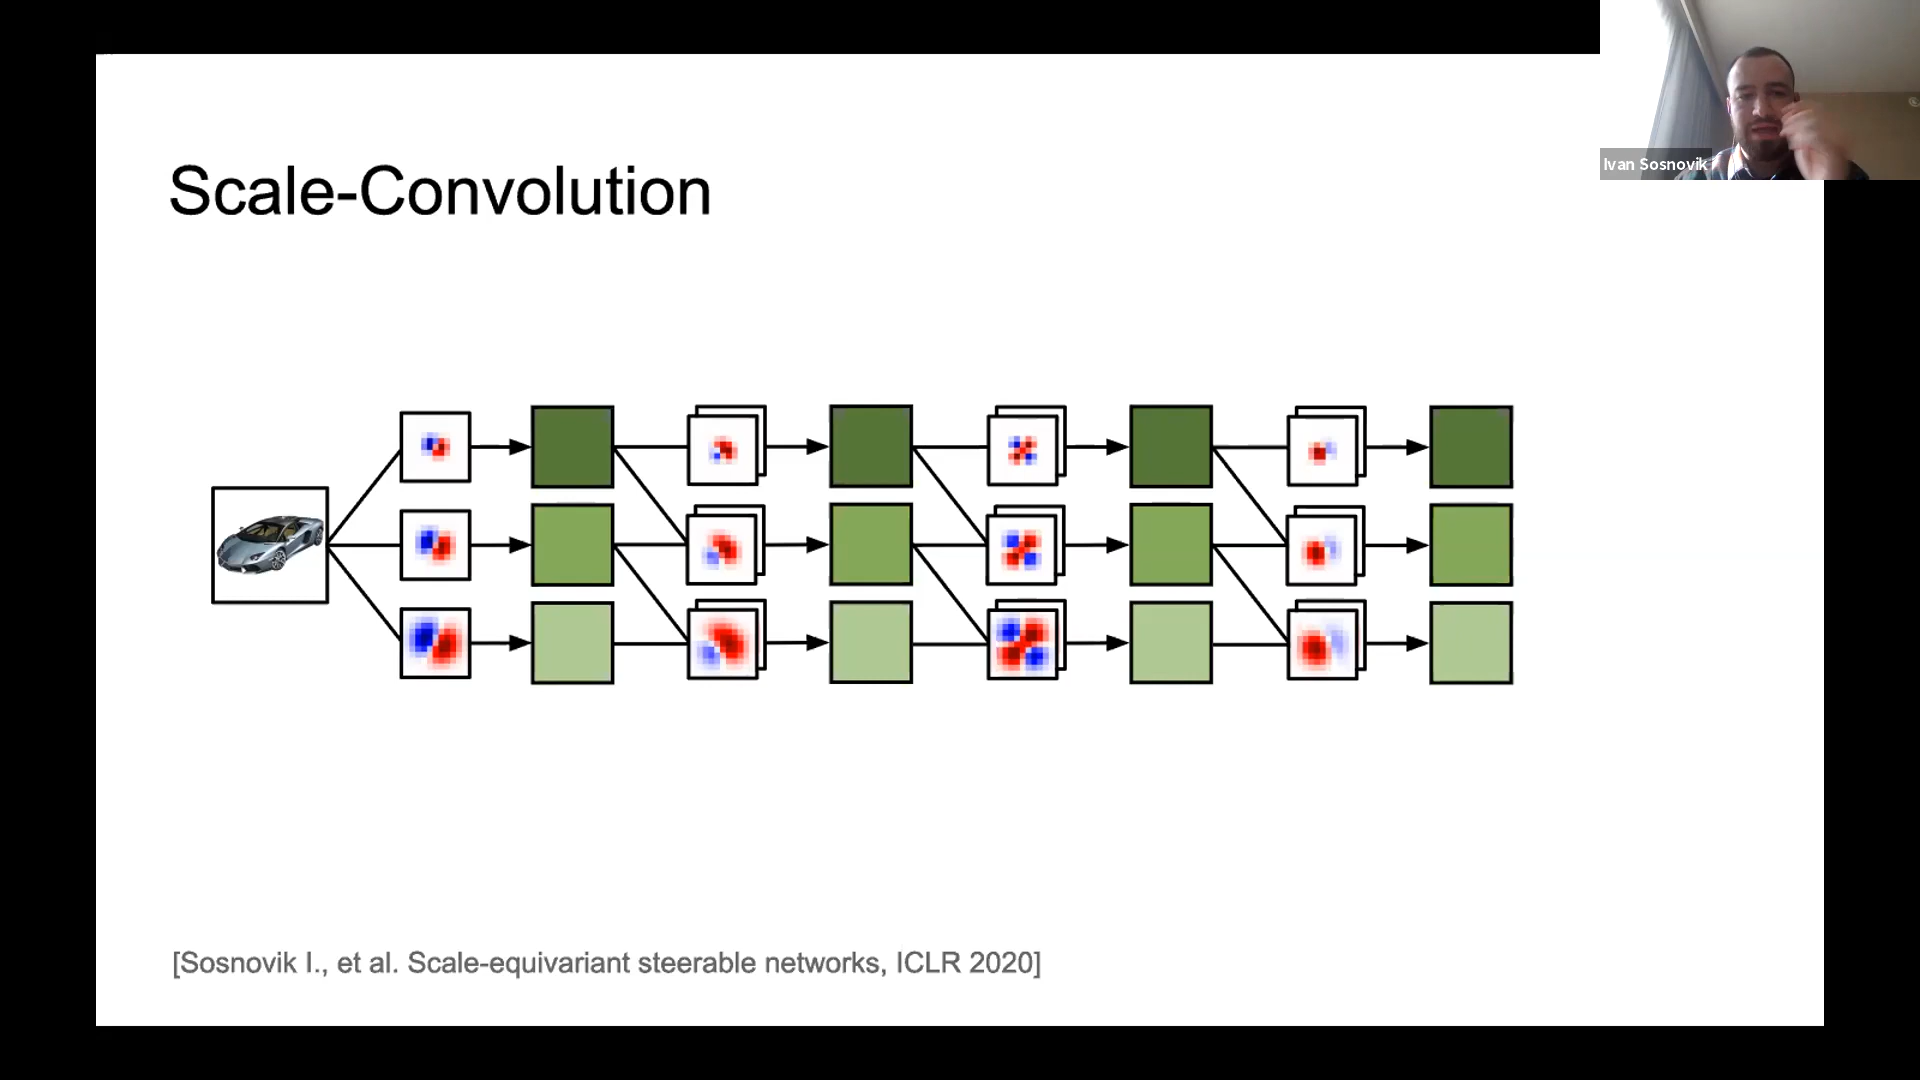 Ivan Sosnovik
Scale-Convolution
[Sosnovik I., et al. Scale-equivariant steerable networks, ICLR 2020]